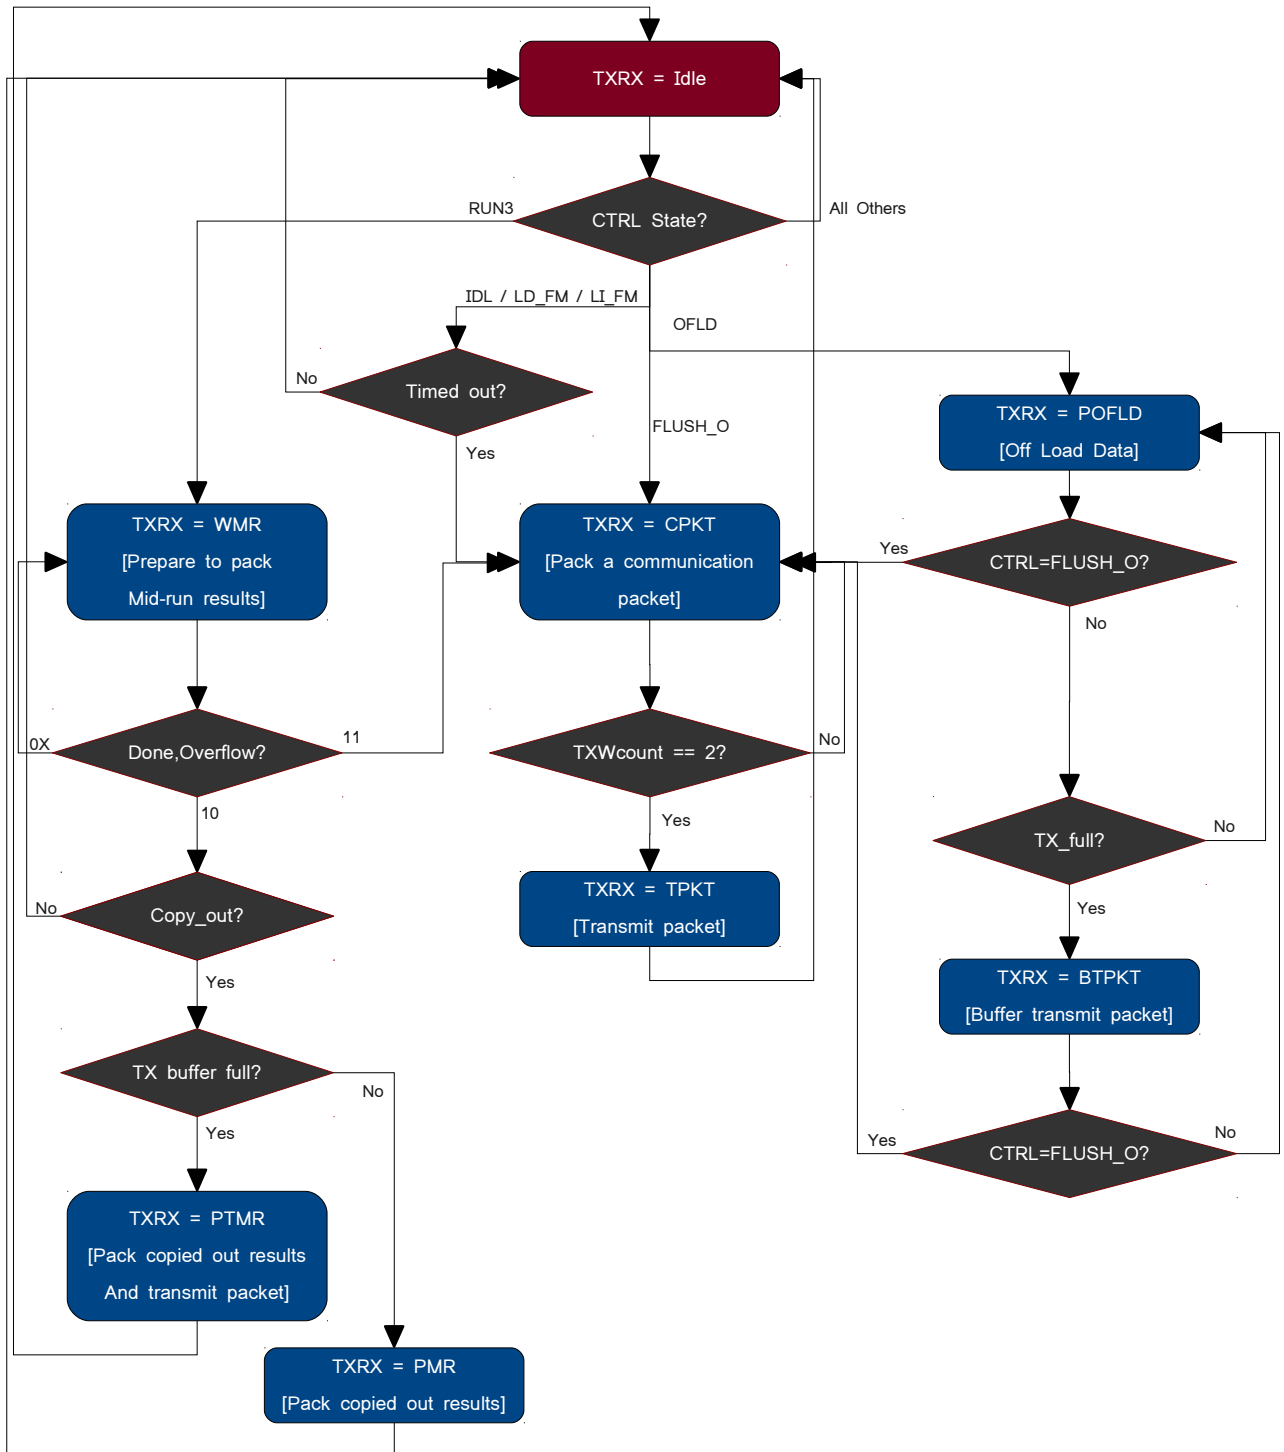 TXRX = Idle
CTRL State?
RUN3
All Others
IDL / LD_FM / LI_FM
OFLD
Timed out?
No
Yes
FLUSH_O
TXRX = POFLD
[Off Load Data]
TXRX = WMR
[Prepare to pack
Mid-run results]
TXRX = CPKT
[Pack a communication
packet]
CTRL=FLUSH_O?
Yes
No
Done,Overflow?
0X
11
10
TXWcount == 2?
No
Yes
TX_full?
No
Yes
Copy_out?
No
Yes
TXRX = TPKT
[Transmit packet]
TXRX = BTPKT
[Buffer transmit packet]
TX buffer full?
No
Yes
CTRL=FLUSH_O?
Yes
No
TXRX = PTMR
[Pack copied out results
And transmit packet]
TXRX = PMR
[Pack copied out results]